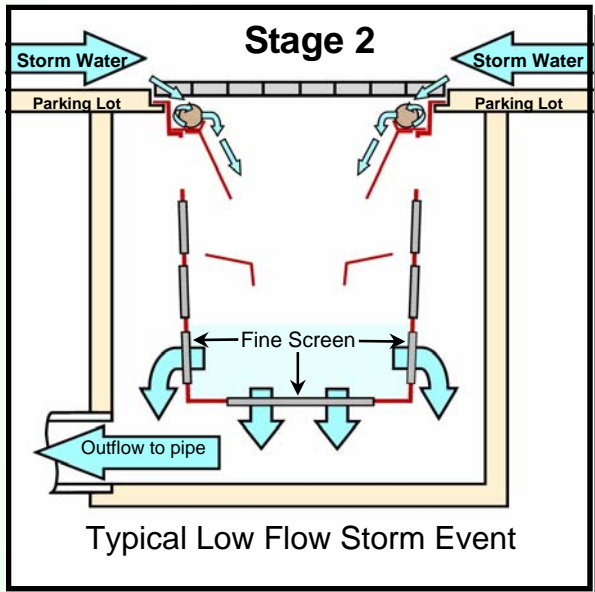 Stage 2
Storm Water
Storm Water
Parking Lot
Parking Lot
Fine Screen
Outflow to pipe
Typical Low Flow Storm Event